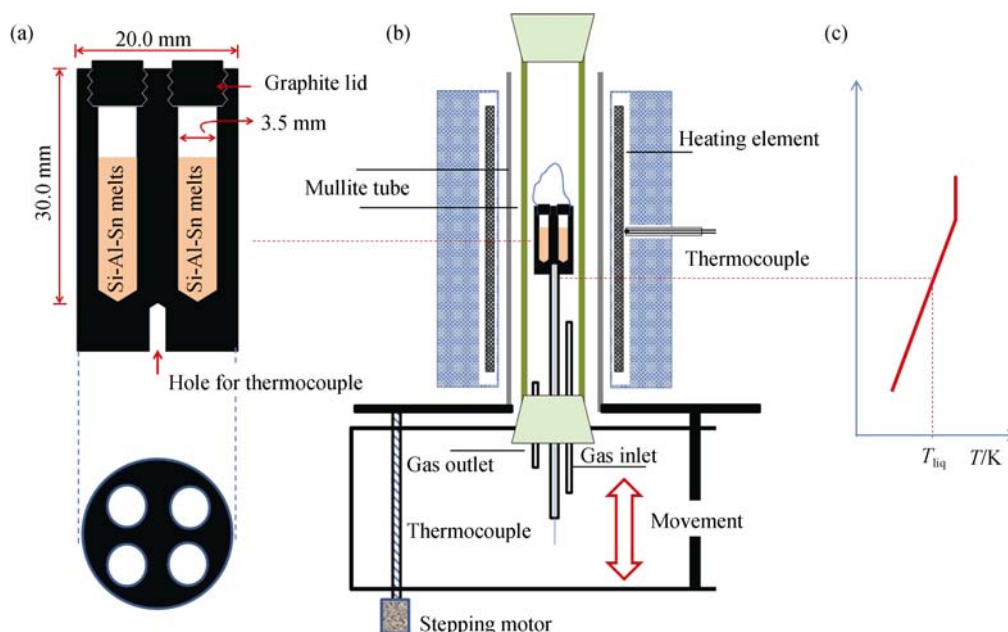 (a)
20.0 mm
Graphite lid
3.5 mm
30.0 mm
Si-Al-Sn melts
Si-Al-Sn melts
Hole for thermocouple
(b)
Heating element
Mullite tube
Thermocouple
Gas outlet
Gas inlet
Thermocouple
Movement
Stepping motor
(c)
Tliq
T/K